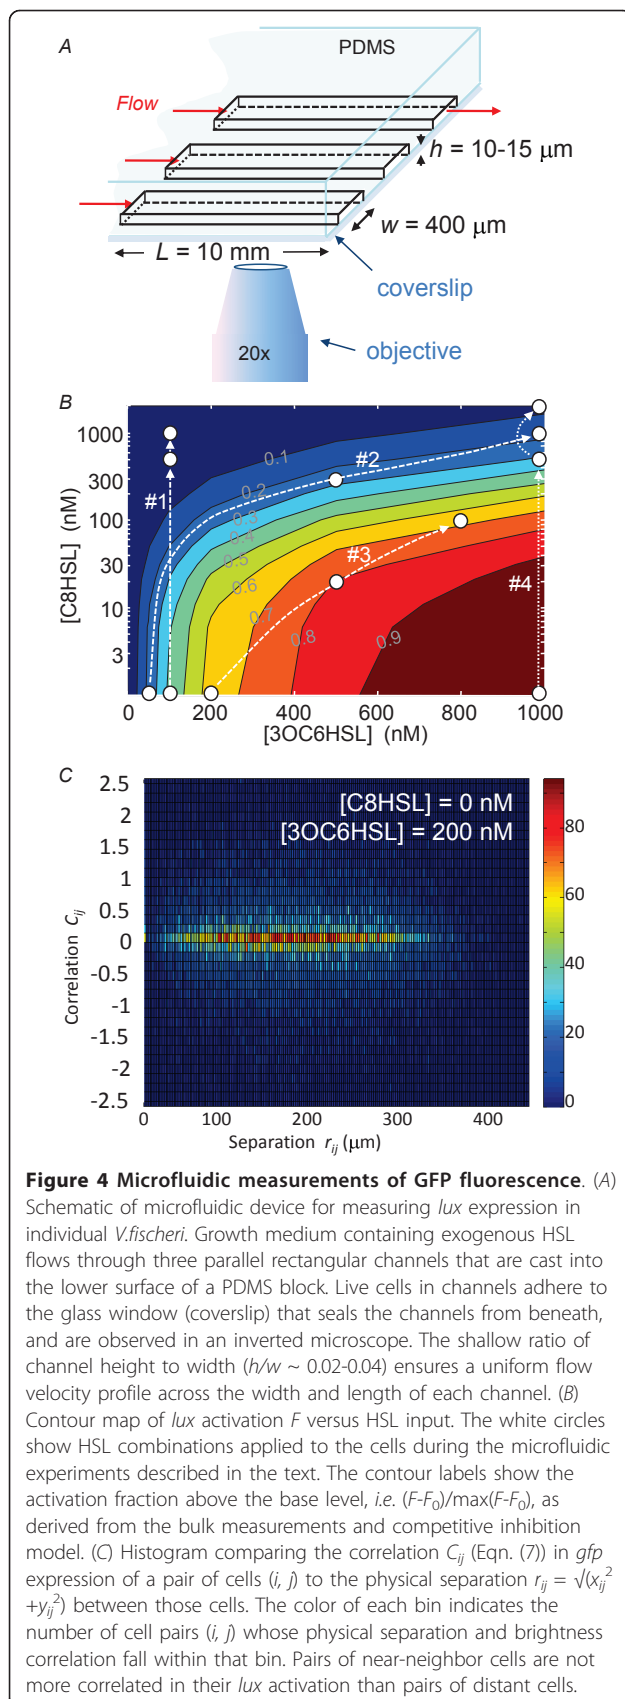 A
PDMS
Flow
h = 10-15 μm
w = 400 μm
L = 10 mm
coverslip
20x
objective
B
[C8HSL] (nM)
1000
300
100
30
10
3
#1
#2
#3
#4
0.1
0.2
0.3
0.4
0.5
0.6
0.7
0.8
0.9
0 200 400 600 800 1000
[3OC6HSL] (nM)
C
Correlation Cij
2.5
2
1.5
1
0.5
0
-0.5
-1
-1.5
-2
-2.5
[C8HSL] = 0 nM
[3OC6HSL] = 200 nM
80
60
40
20
0
0 100 200 300 400
Separation rij (μm)
Figure 4 Microfluidic measurements of GFP fluorescence. (A)
Schematic of microfluidic device for measuring lux expression in
individual V.fischeri. Growth medium containing exogenous HSL
flows through three parallel rectangular channels that are cast into
the lower surface of a PDMS block. Live cells in channels adhere to
the glass window (coverslip) that seals the channels from beneath,
and are observed in an inverted microscope. The shallow ratio of
channel height to width (h/w ~ 0.02-0.04) ensures a uniform flow
velocity profile across the width and length of each channel. (B)
Contour map of lux activation F versus HSL input. The white circles
show HSL combinations applied to the cells during the microfluidic
experiments described in the text. The contour labels show the
activation fraction above the base level, i.e. (F-F0)/max(F-F0), as
derived from the bulk measurements and competitive inhibition
model. (C) Histogram comparing the correlation Cij (Eqn. (7)) in gfp
expression of a pair of cells (i, j) to the physical separation rij = √(xij2
+yij2) between those cells. The color of each bin indicates the
number of cell pairs (i, j) whose physical separation and brightness
correlation fall within that bin. Pairs of near-neighbor cells are not
more correlated in their lux activation than pairs of distant cells.